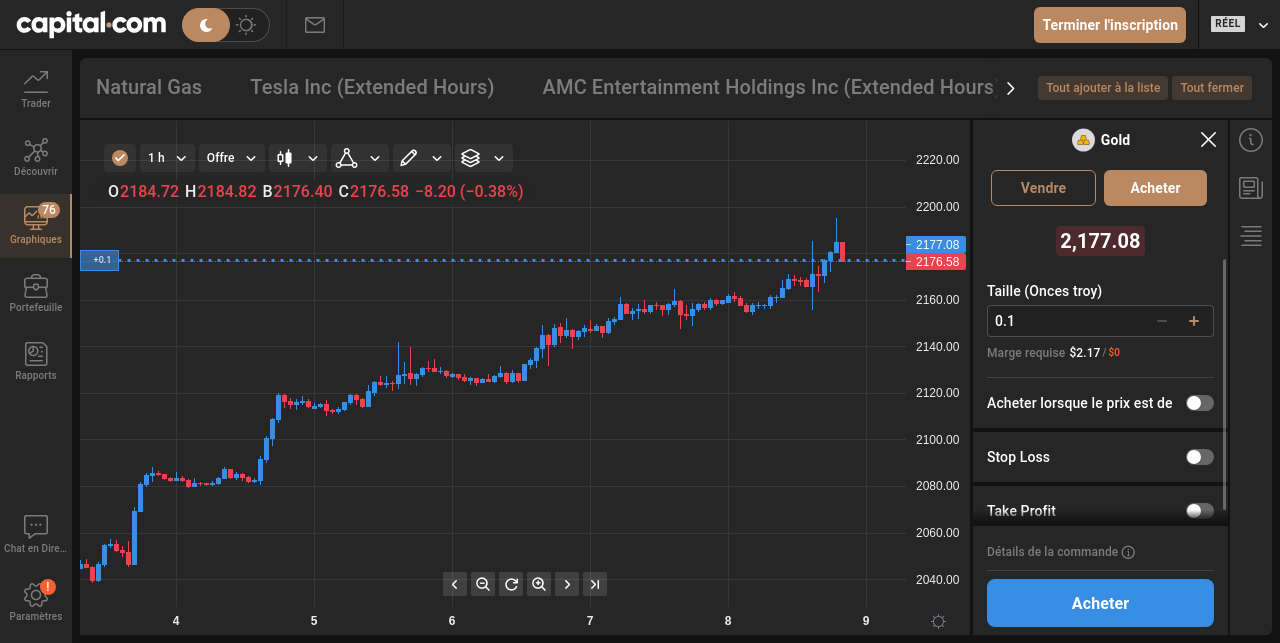 capital.com
Terminer l'inscription
RÉEL
Trader
Découvrir
76
Graphiques
Portefeuille
Rapports
Chat en Dire...
!
Paramètres
Natural Gas
Tesla Inc (Extended Hours)
AMC Entertainment Holdings Inc (Extended Hours)
Tout ajouter à la liste
Tout fermer
1 h
Offre
O2184.72 H2184.82 B2176.40 C2176.58 −8.20 (−0.38%)
+0.1
2220.00
2200.00
2177.08
2176.58
2160.00
2140.00
2120.00
2100.00
2080.00
2060.00
2040.00
4 5 6 7 8 9
Gold
Vendre
Acheter
2,177.08
Taille (Onces troy)
0.1
Marge requise $2.17 / $0
Acheter lorsque le prix est de
Stop Loss
Take Profit
Détails de la commande
Acheter